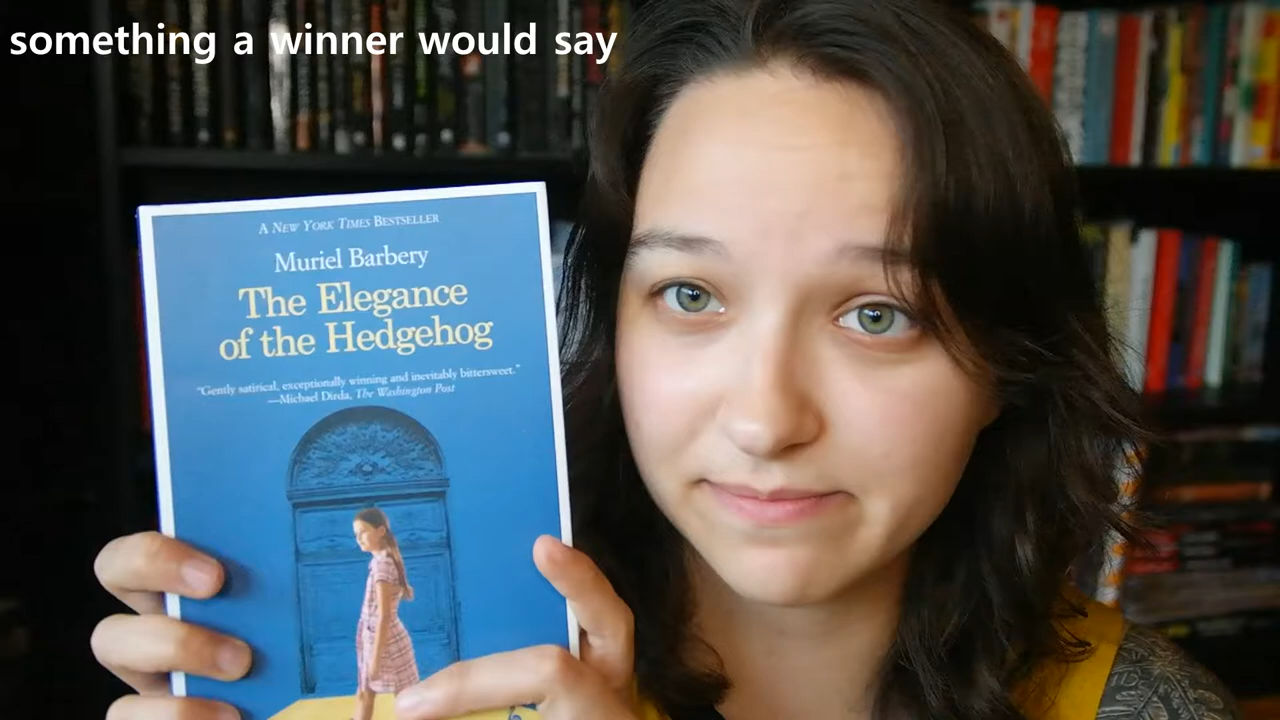 something a winner would say
A NEW YORK TIMES BESTSELLER
Muriel Barbery
The Elegance
of the Hedgehog
"Gently satirical, exceptionally winning and inevitably bittersweet."
—Michael Dirda, The Washington Post